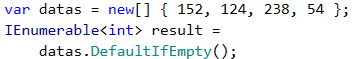 var datas = new[] { 152, 124, 238, 54 };
IEnumerable<int> result =
    datas.DefaultIfEmpty();